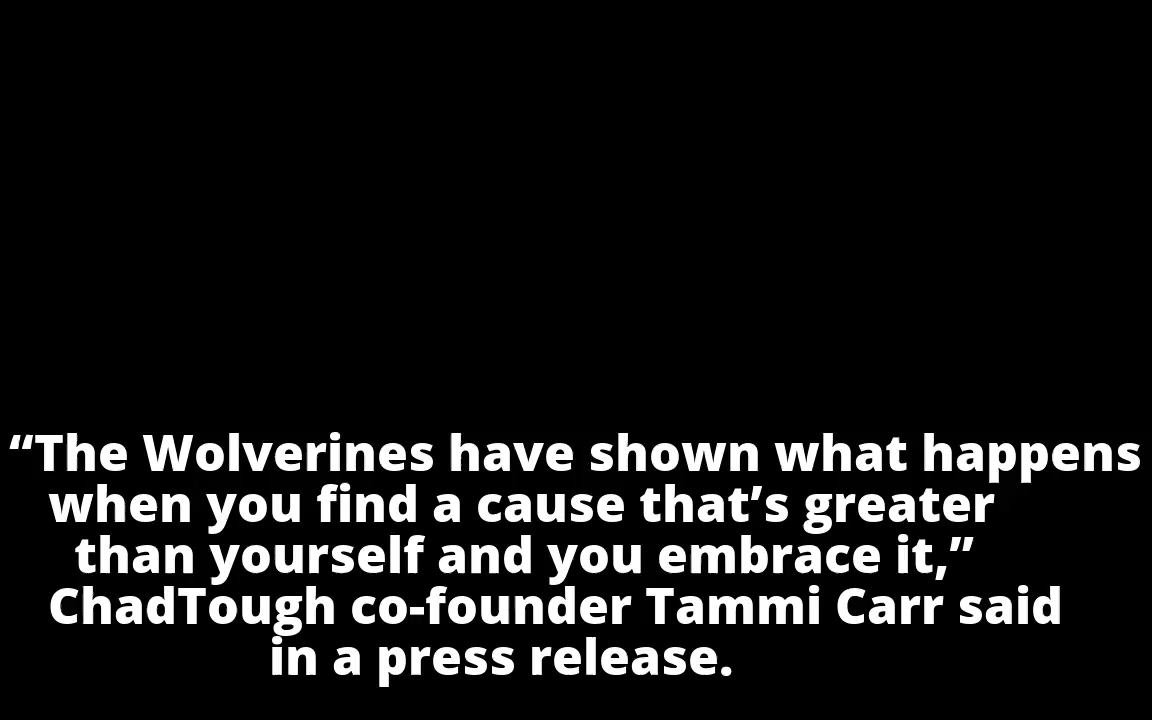 “The Wolverines have shown what happens
when you find a cause that’s greater
than yourself and you embrace it,”
ChadTough co-founder Tammi Carr said
in a press release.